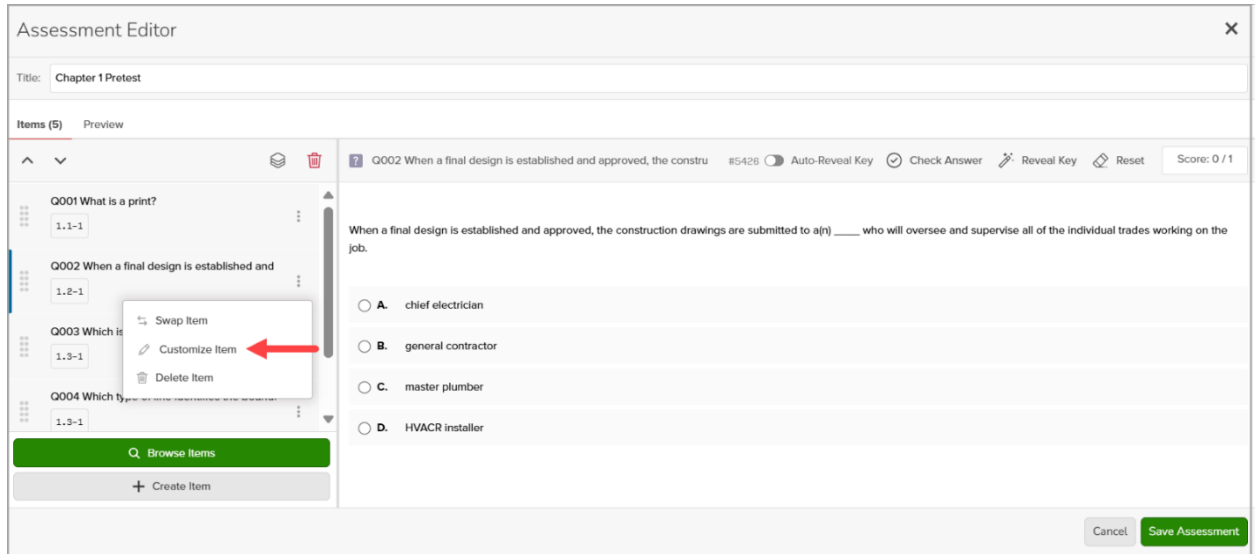 Assessment Editor
Title: Chapter 1 Pretest
Items (5) Preview
Q002 When a final design is established and approved, the constru #5426 Auto-Reveal Key Check Answer Reveal Key Reset Score: 0 / 1
Q001 What is a print?
1.1-1
Q002 When a final design is established and
1.2-1
Q003 Which is
1.3-1
Q004 Which type of line identifies the
1.3-1
Swap Item
Customize Item
Delete Item
Browse Items
Create Item
When a final design is established and approved, the construction drawings are submitted to a(n) ____ who will oversee and supervise all of the individual trades working on the
job.
A. chief electrician
B. general contractor
C. master plumber
D. HVACR installer
Cancel Save Assessment